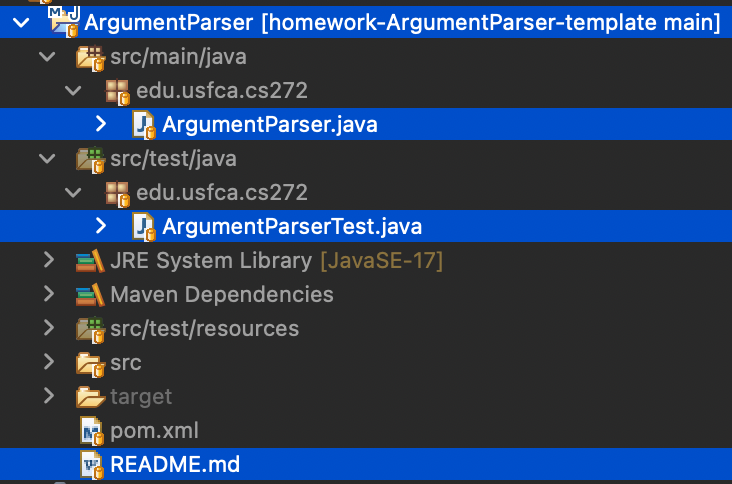 ArgumentParser [homework-ArgumentParser-template main]
src/main/java
edu.usfca.cs272
ArgumentParser.java
src/test/java
edu.usfca.cs272
ArgumentParserTest.java
JRE System Library [JavaSE-17]
Maven Dependencies
src/test/resources
src
target
pom.xml
README.md